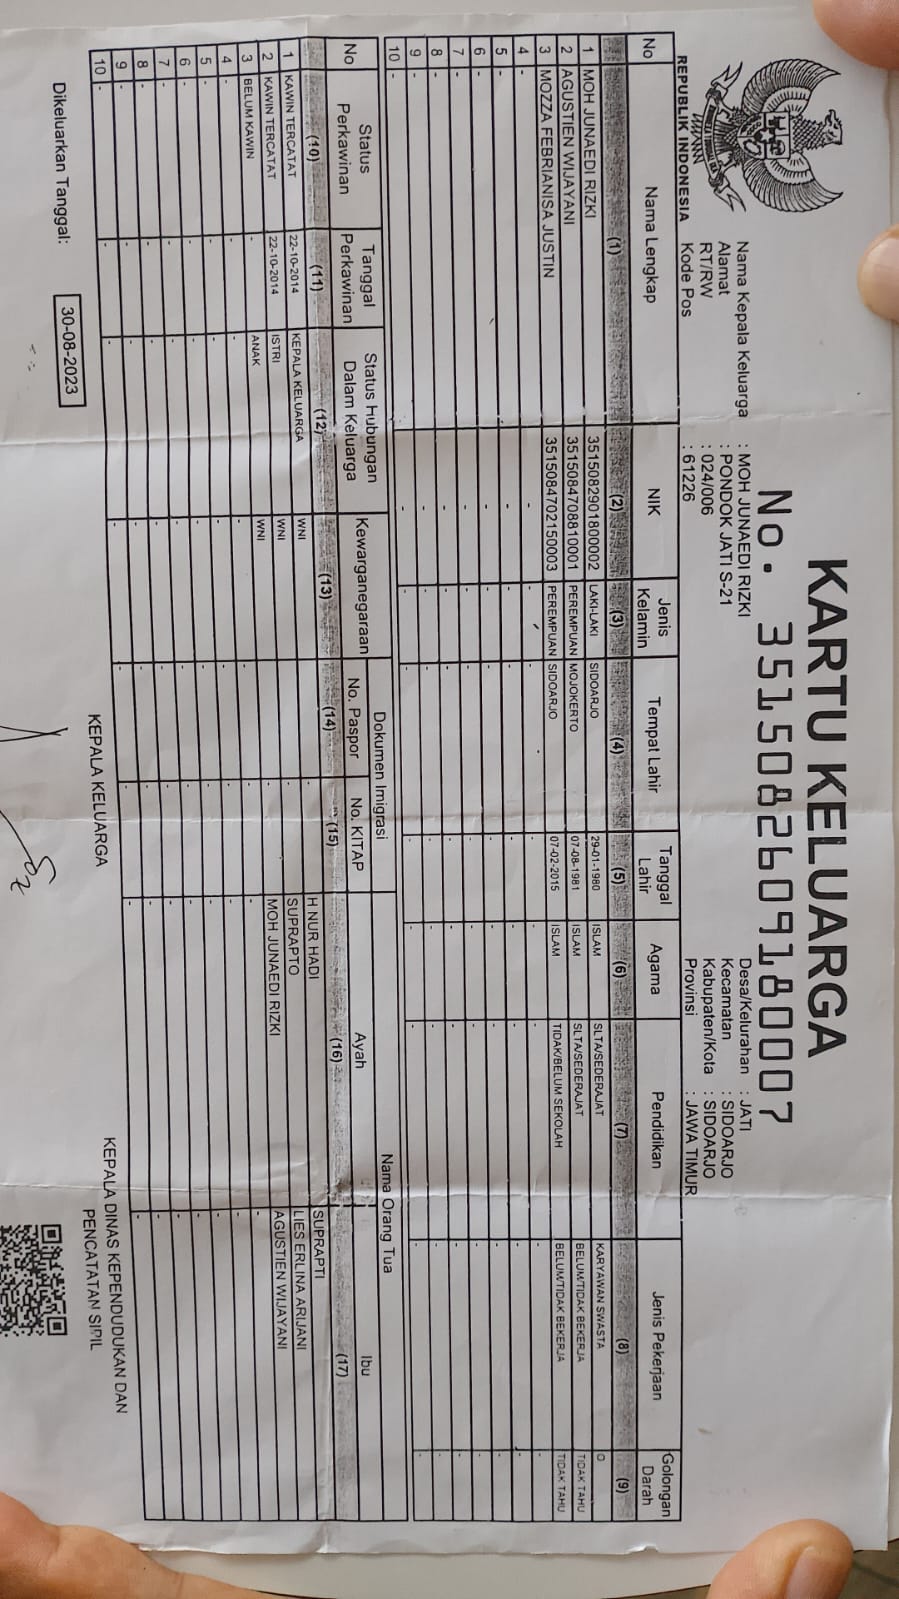 KARTU KELUARGA
No. 3515082609180007
REPUBLIK INDONESIA
Nama Kepala Keluarga : MOH JUNAEDI RIZKI
Alamat : PONDOK JATI S-21
RT/RW : 024/006
Kode Pos : 61226
Desa/Kelurahan : JATI
Kecamatan : SIDOARJO
Kabupaten/Kota : SIDOARJO
Provinsi : JAWA TIMUR
No Nama Lengkap NIK Jenis Kelamin Tempat Lahir Tanggal Lahir Agama Pendidikan Jenis Pekerjaan Golongan Darah
(1) (2) (3) (4) (5) (6) (7) (8) (9)
1 MOH JUNAEDI RIZKI 3515082901800002 LAKI-LAKI SIDOARJO 29-01-1980 ISLAM SLTA/SEDERAJAT KARYAWAN SWASTA O
2 AGUSTIEN WIJAYANI 3515084708810001 PEREMPUAN MOJOKERTO 07-08-1981 ISLAM SLTA/SEDERAJAT BELUM/TIDAK BEKERJA TIDAK TAHU
3 MOZZA FEBRIANISA JUSTIN 3515084702150003 PEREMPUAN SIDOARJO 07-02-2015 ISLAM TIDAK/BELUM SEKOLAH BELUM/TIDAK BEKERJA TIDAK TAHU
4 - - - - - - - - -
5 - - - - - - - - -
6 - - - - - - - - -
7 - - - - - - - - -
8 - - - - - - - - -
9 - - - - - - - - -
10 - - - - - - - - -
No Status Perkawinan Tanggal Perkawinan Status Hubungan Dalam Keluarga Kewarganegaraan Dokumen Imigrasi Nama Orang Tua
No. Paspor No. KITAP Ayah Ibu
(10) (11) (12) (13) (14) (15) (16) (17)
1 KAWIN TERCATAT 22-10-2014 KEPALA KELUARGA WNI - - H NUR HADI SUPRAPTI
2 KAWIN TERCATAT 22-10-2014 ISTRI WNI - - SUPRAPTO LIES ERLINA ARIJANI
3 BELUM KAWIN - ANAK WNI - - MOH JUNAEDI RIZKI AGUSTIEN WIJAYANI
4 - - - - - - - -
5 - - - - - - - -
6 - - - - - - - -
7 - - - - - - - -
8 - - - - - - - -
9 - - - - - - - -
10 - - - - - - - -
Dikeluarkan Tanggal: 30-08-2023
KEPALA KELUARGA
KEPALA DINAS KEPENDUDUKAN DAN
PENCATATAN SIPIL